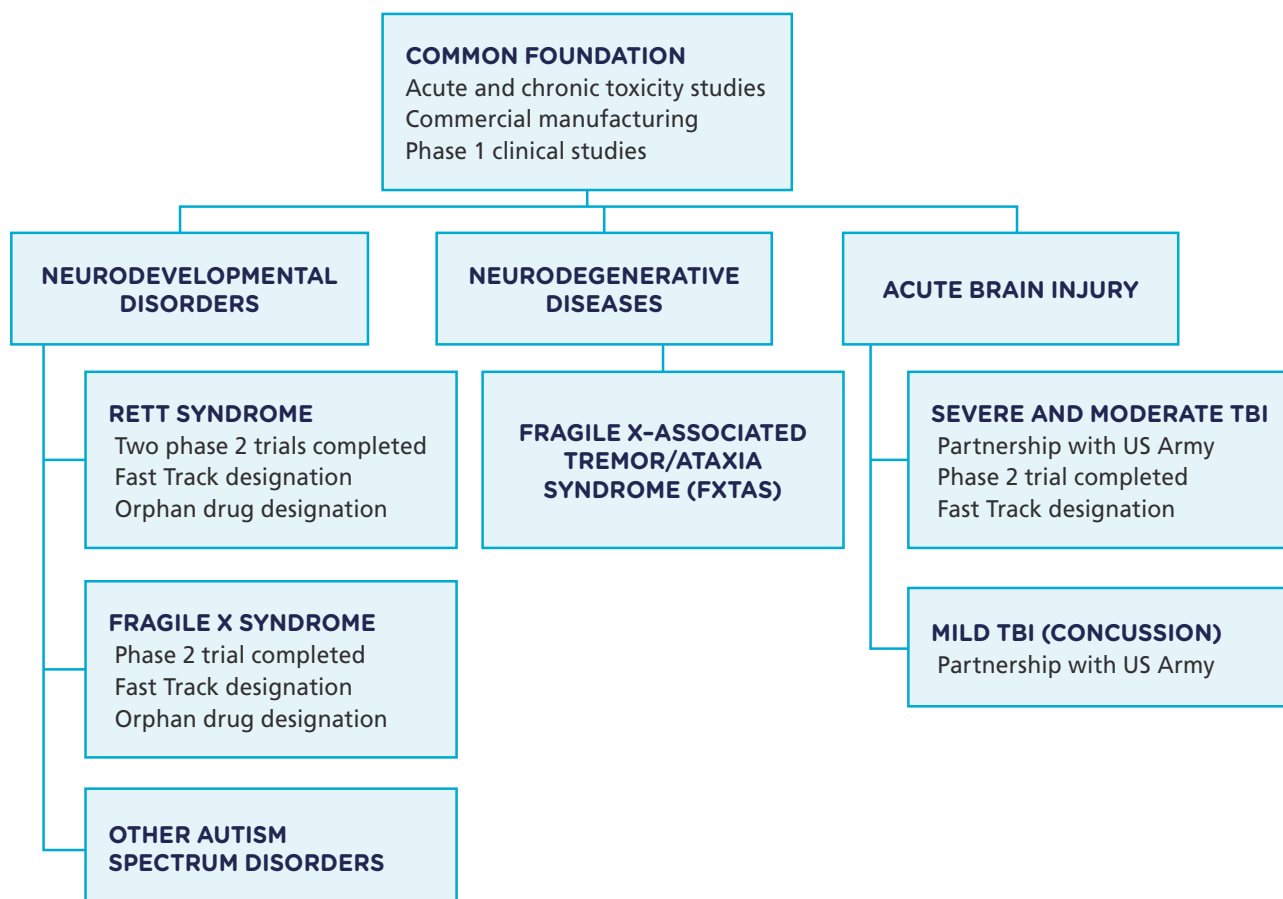 COMMON FOUNDATION
Acute and chronic toxicity studies
Commercial manufacturing
Phase 1 clinical studies
NEURODEVELOPMENTAL
DISORDERS
NEURODEGENERATIVE
DISEASES
ACUTE BRAIN INJURY
RETT SYNDROME
Two phase 2 trials completed
Fast Track designation
Orphan drug designation
FRAGILE X SYNDROME
Phase 2 trial completed
Fast Track designation
Orphan drug designation
OTHER AUTISM
SPECTRUM DISORDERS
FRAGILE X–ASSOCIATED
TREMOR/ATAXIA
SYNDROME (FXTAS)
SEVERE AND MODERATE TBI
Partnership with US Army
Phase 2 trial completed
Fast Track designation
MILD TBI (CONCUSSION)
Partnership with US Army